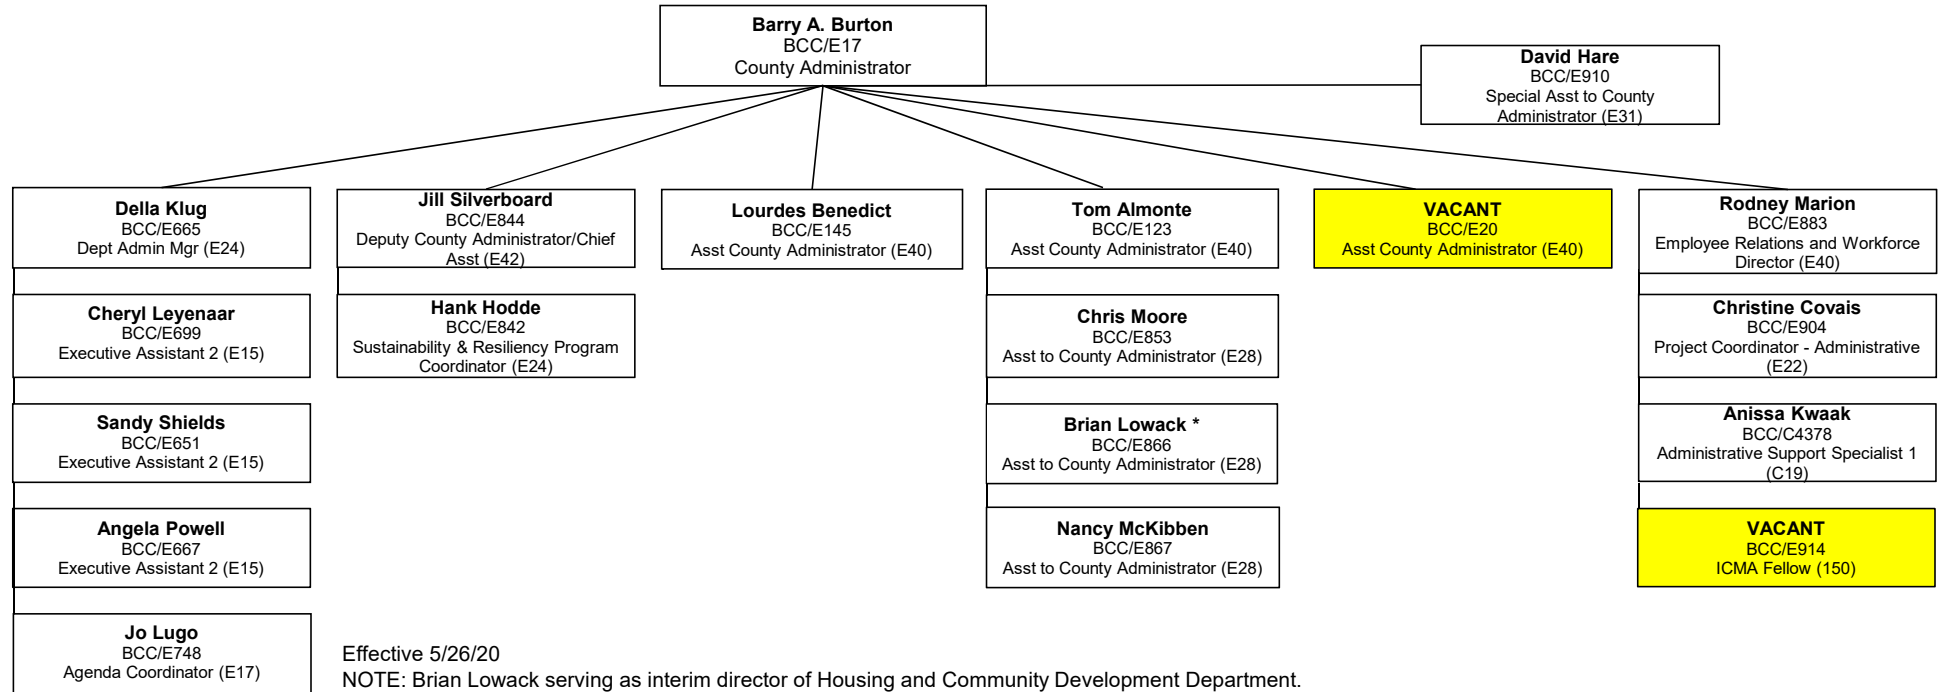 Barry A. Burton
BCC/E17
County Administrator
David Hare
BCC/E910
Special Asst to County
Administrator (E31)
Della Klug
BCC/E665
Dept Admin Mgr (E24)
Jill Silverboard
BCC/E844
Deputy County Administrator/Chief
Asst (E42)
Lourdes Benedict
BCC/E145
Asst County Administrator (E40)
Tom Almonte
BCC/E123
Asst County Administrator (E40)
VACANT
BCC/E20
Asst County Administrator (E40)
Rodney Marion
BCC/E883
Employee Relations and Workforce
Director (E40)
Cheryl Leyenaar
BCC/E699
Executive Assistant 2 (E15)
Hank Hodde
BCC/E842
Sustainability & Resiliency Program
Coordinator (E24)
Chris Moore
BCC/E853
Asst to County Administrator (E28)
Christine Covais
BCC/E904
Project Coordinator - Administrative
(E22)
Sandy Shields
BCC/E651
Executive Assistant 2 (E15)
Brian Lowack *
BCC/E866
Asst to County Administrator (E28)
Anissa Kwaak
BCC/C4378
Administrative Support Specialist 1
(C19)
Angela Powell
BCC/E667
Executive Assistant 2 (E15)
Nancy McKibben
BCC/E867
Asst to County Administrator (E28)
VACANT
BCC/E914
ICMA Fellow (150)
Jo Lugo
BCC/E748
Agenda Coordinator (E17)
Effective 5/26/20
NOTE: Brian Lowack serving as interim director of Housing and Community Development Department.